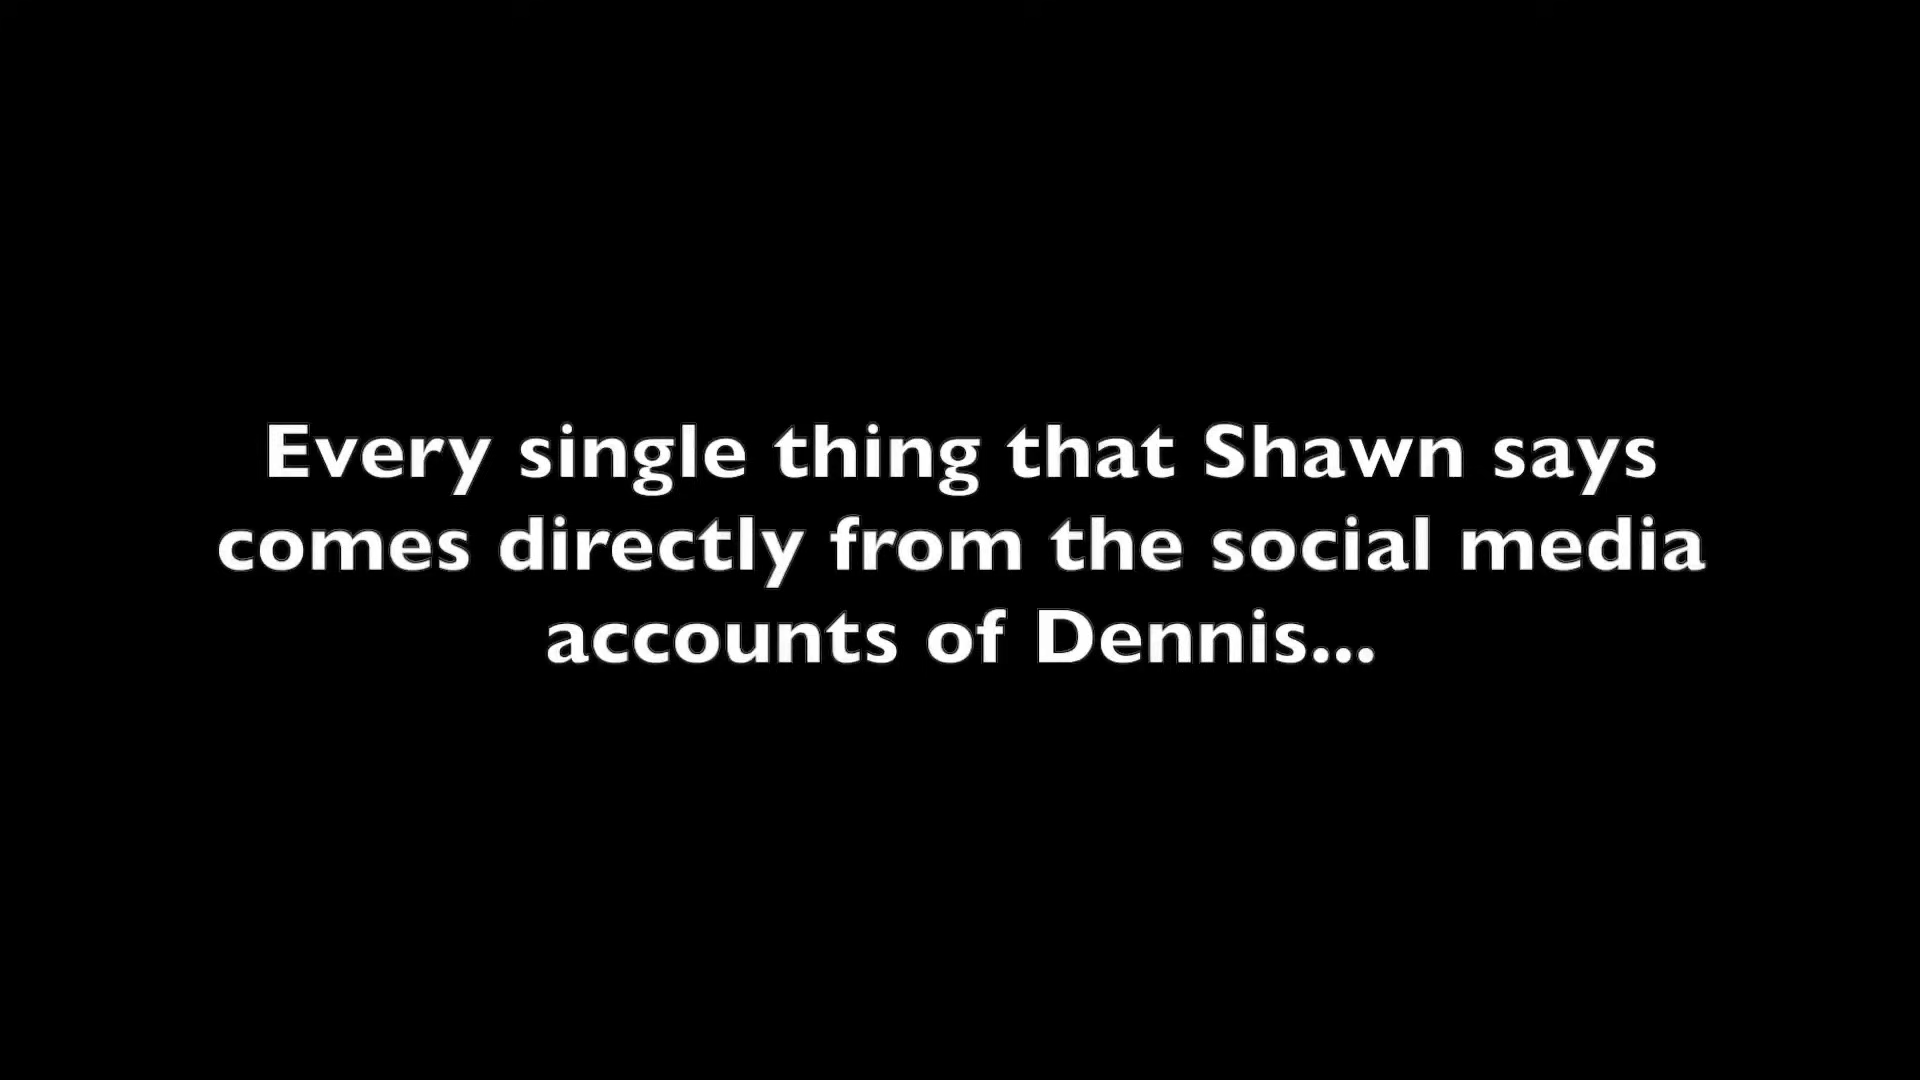 Every single thing that Shawn says
comes directly from the social media
accounts of Dennis...